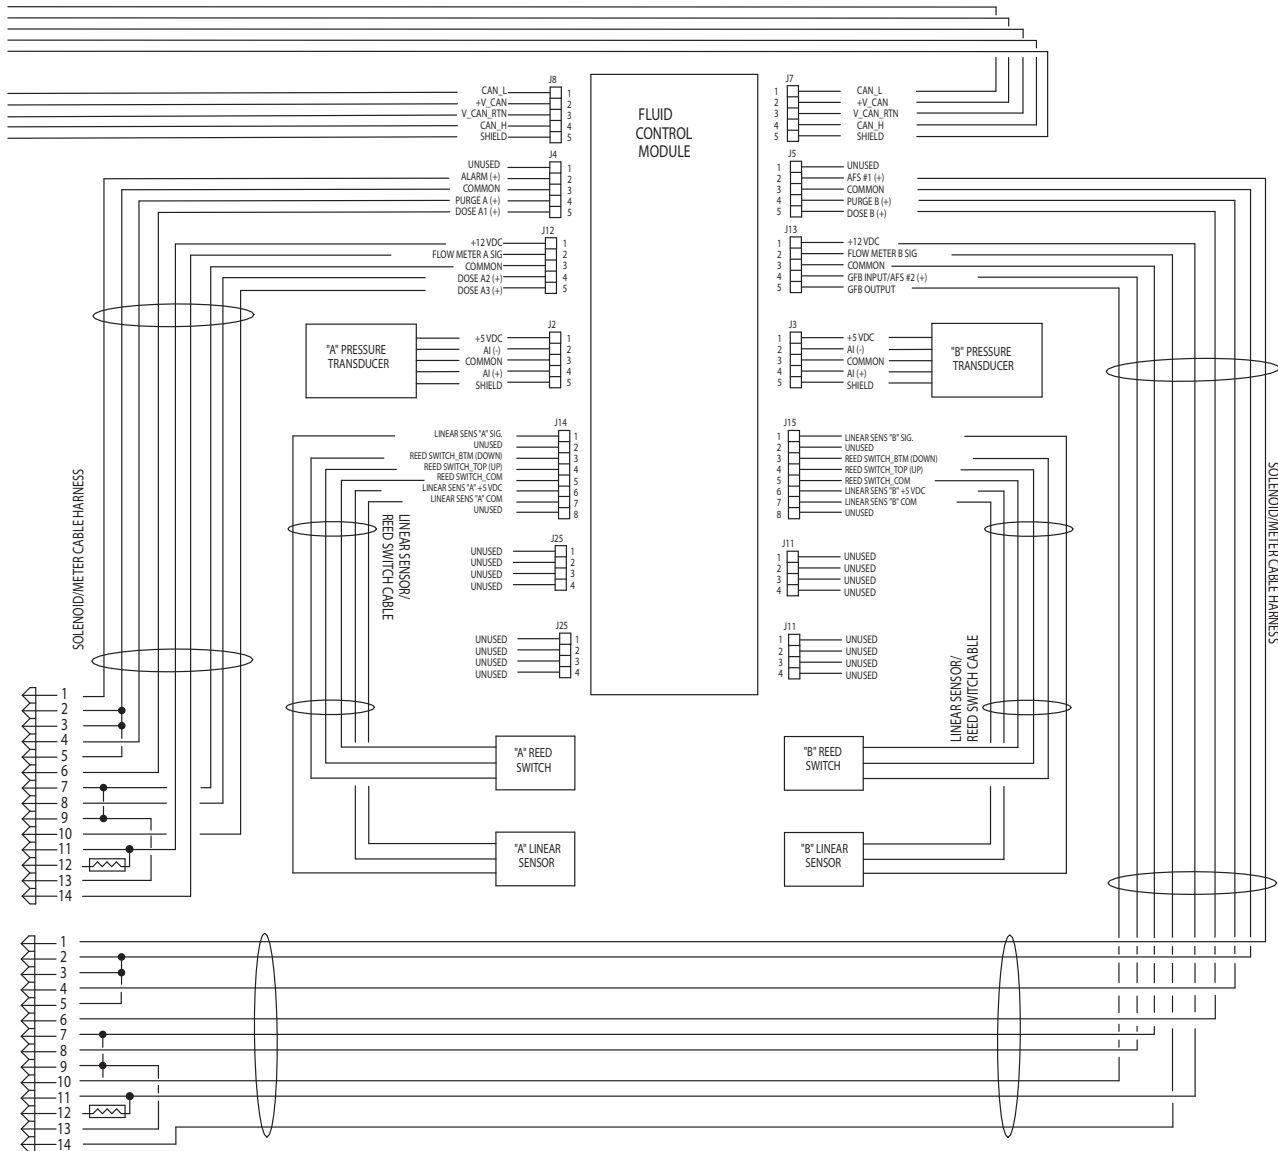 J8
CAN_L 1
+V_CAN 2
V_CAN_RTN 3
CAN_H 4
SHIELD 5
J4
UNUSED 1
ALARM (+) 2
COMMON 3
PURGE A (+) 4
DOSE A1 (+) 5
J12
+12 VDC 1
FLOW METER A SIG 2
COMMON 3
DOSE A2 (+) 4
DOSE A3 (+) 5
J2
+5 VDC 1
AI (-) 2
COMMON 3
AI (+) 4
SHIELD 5
"A" PRESSURE
TRANSDUCER
J14
LINEAR SENS "A" SIG. 1
UNUSED 2
REED SWITCH_BTM (DOWN) 3
REED SWITCH_TOP (UP) 4
REED SWITCH_COM 5
LINEAR SENS "A" +5 VDC 6
LINEAR SENS "A" COM 7
UNUSED 8
J25
UNUSED 1
UNUSED 2
UNUSED 3
UNUSED 4
J25
UNUSED 1
UNUSED 2
UNUSED 3
UNUSED 4
FLUID
CONTROL
MODULE
J7
1 CAN_L
2 +V_CAN
3 V_CAN_RTN
4 CAN_H
5 SHIELD
J5
1 UNUSED
2 AFS #1 (+)
3 COMMON
4 PURGE B (+)
5 DOSE B (+)
J13
1 +12 VDC
2 FLOW METER B SIG
3 COMMON
4 GFB INPUT/AFS #2 (+)
5 GFB OUTPUT
J3
1 +5 VDC
2 AI (-)
3 COMMON
4 AI (+)
5 SHIELD
"B" PRESSURE
TRANSDUCER
J15
1 LINEAR SENS "B" SIG.
2 UNUSED
3 REED SWITCH_BTM (DOWN)
4 REED SWITCH_TOP (UP)
5 REED SWITCH_COM
6 LINEAR SENS "B" +5 VDC
7 LINEAR SENS "B" COM
8 UNUSED
J11
1 UNUSED
2 UNUSED
3 UNUSED
4 UNUSED
J11
1 UNUSED
2 UNUSED
3 UNUSED
4 UNUSED
SOLENOID/METER CABLE HARNESS
LINEAR SENSOR/
REED SWITCH CABLE
LINEAR SENSOR/
REED SWITCH CABLE
SOLENOID/METER CABLE HARNESS
"A" REED
SWITCH
"B" REED
SWITCH
"A" LINEAR
SENSOR
"B" LINEAR
SENSOR
1
2
3
4
5
6
7
8
9
10
11
12
13
14
1
2
3
4
5
6
7
8
9
10
11
12
13
14